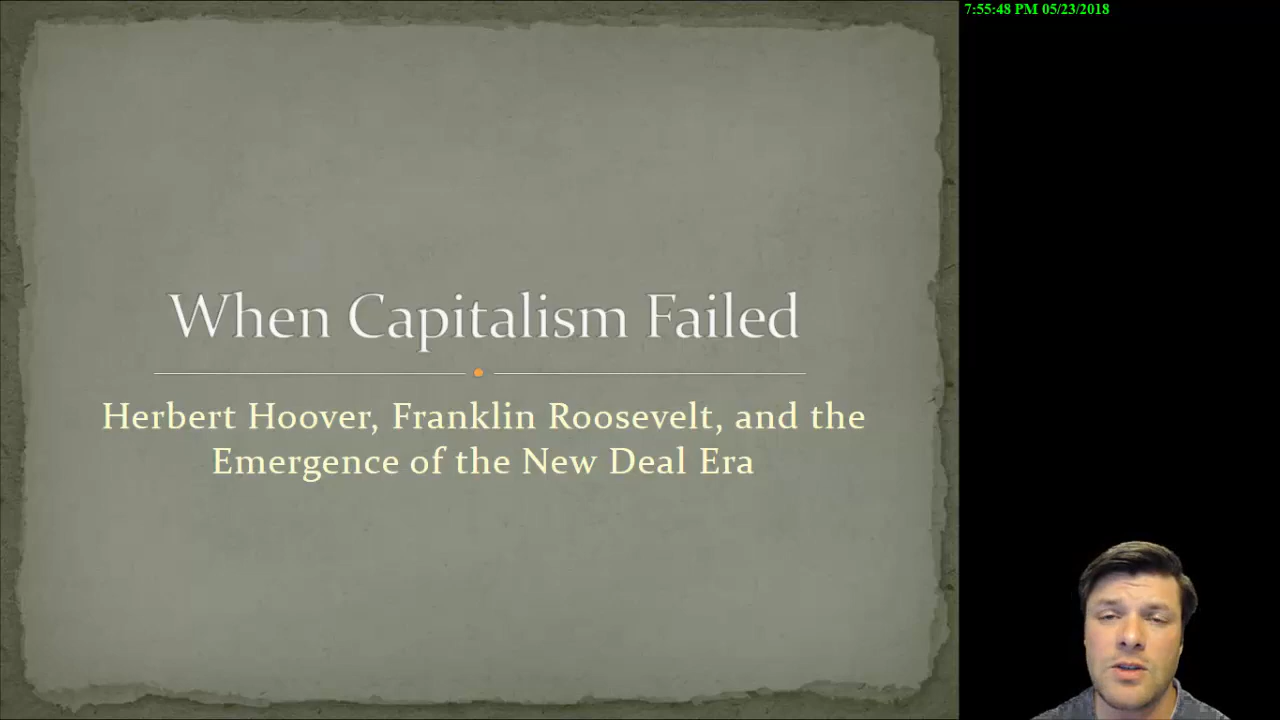 7:55:48 PM 05/23/2018
When Capitalism Failed
Herbert Hoover, Franklin Roosevelt, and the
Emergence of the New Deal Era